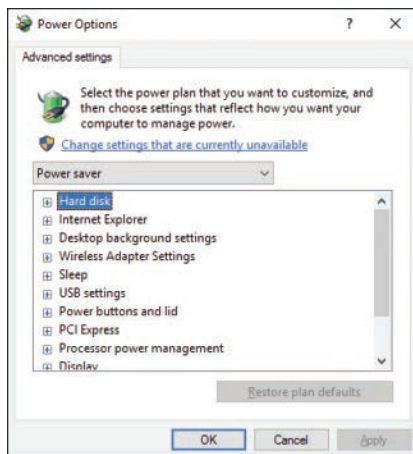 Power Options
Advanced settings
Select the power plan that you want to customize, and
then choose settings that reflect how you want your
computer to manage power.
Change settings that are currently unavailable
Power saver
Hard disk
Internet Explorer
Desktop background settings
Wireless Adapter Settings
Sleep
USB settings
Power buttons and lid
PCI Express
Processor power management
Display
Restore plan defaults
OK Cancel Apply